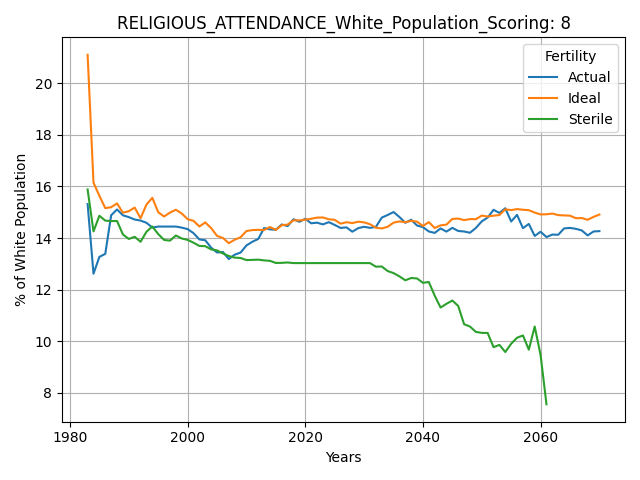 RELIGIOUS_ATTENDANCE_White_Population_Scoring: 8
Fertility
Actual
Ideal
Sterile
% of White Population
20
18
16
14
12
10
8
1980
2000
2020
2040
2060
Years